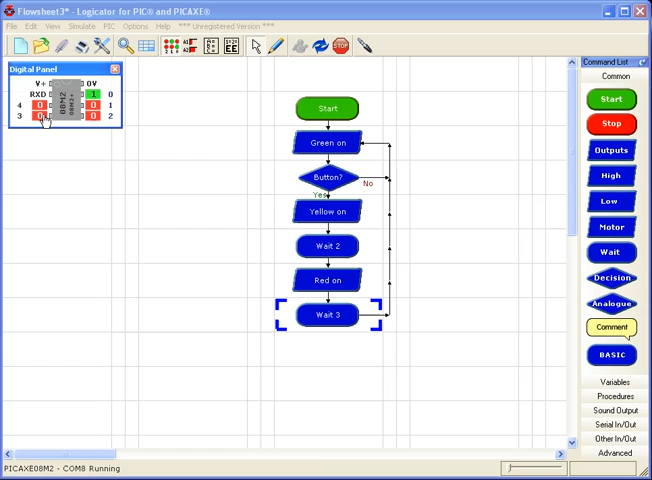 Flowsheet3* - Logicator for PIC® and PICAXE®
File Edit View Simulate PIC Options Help *** Unregistered Version ***
Digital Panel
V+ 0V
RXD 1 0
4 0 0 1
3 0 0 2
08M2
08M2+
Start
Green on
Button?
No
Yes
Yellow on
Wait 2
Red on
Wait 3
Command List
Common
Start
Stop
Outputs
High
Low
Motor
Wait
Decision
Analogue
Comment
BASIC
Variables
Procedures
Sound Output
Serial In/Out
Other In/Out
Advanced
PICAXE08M2 - COM8 Running